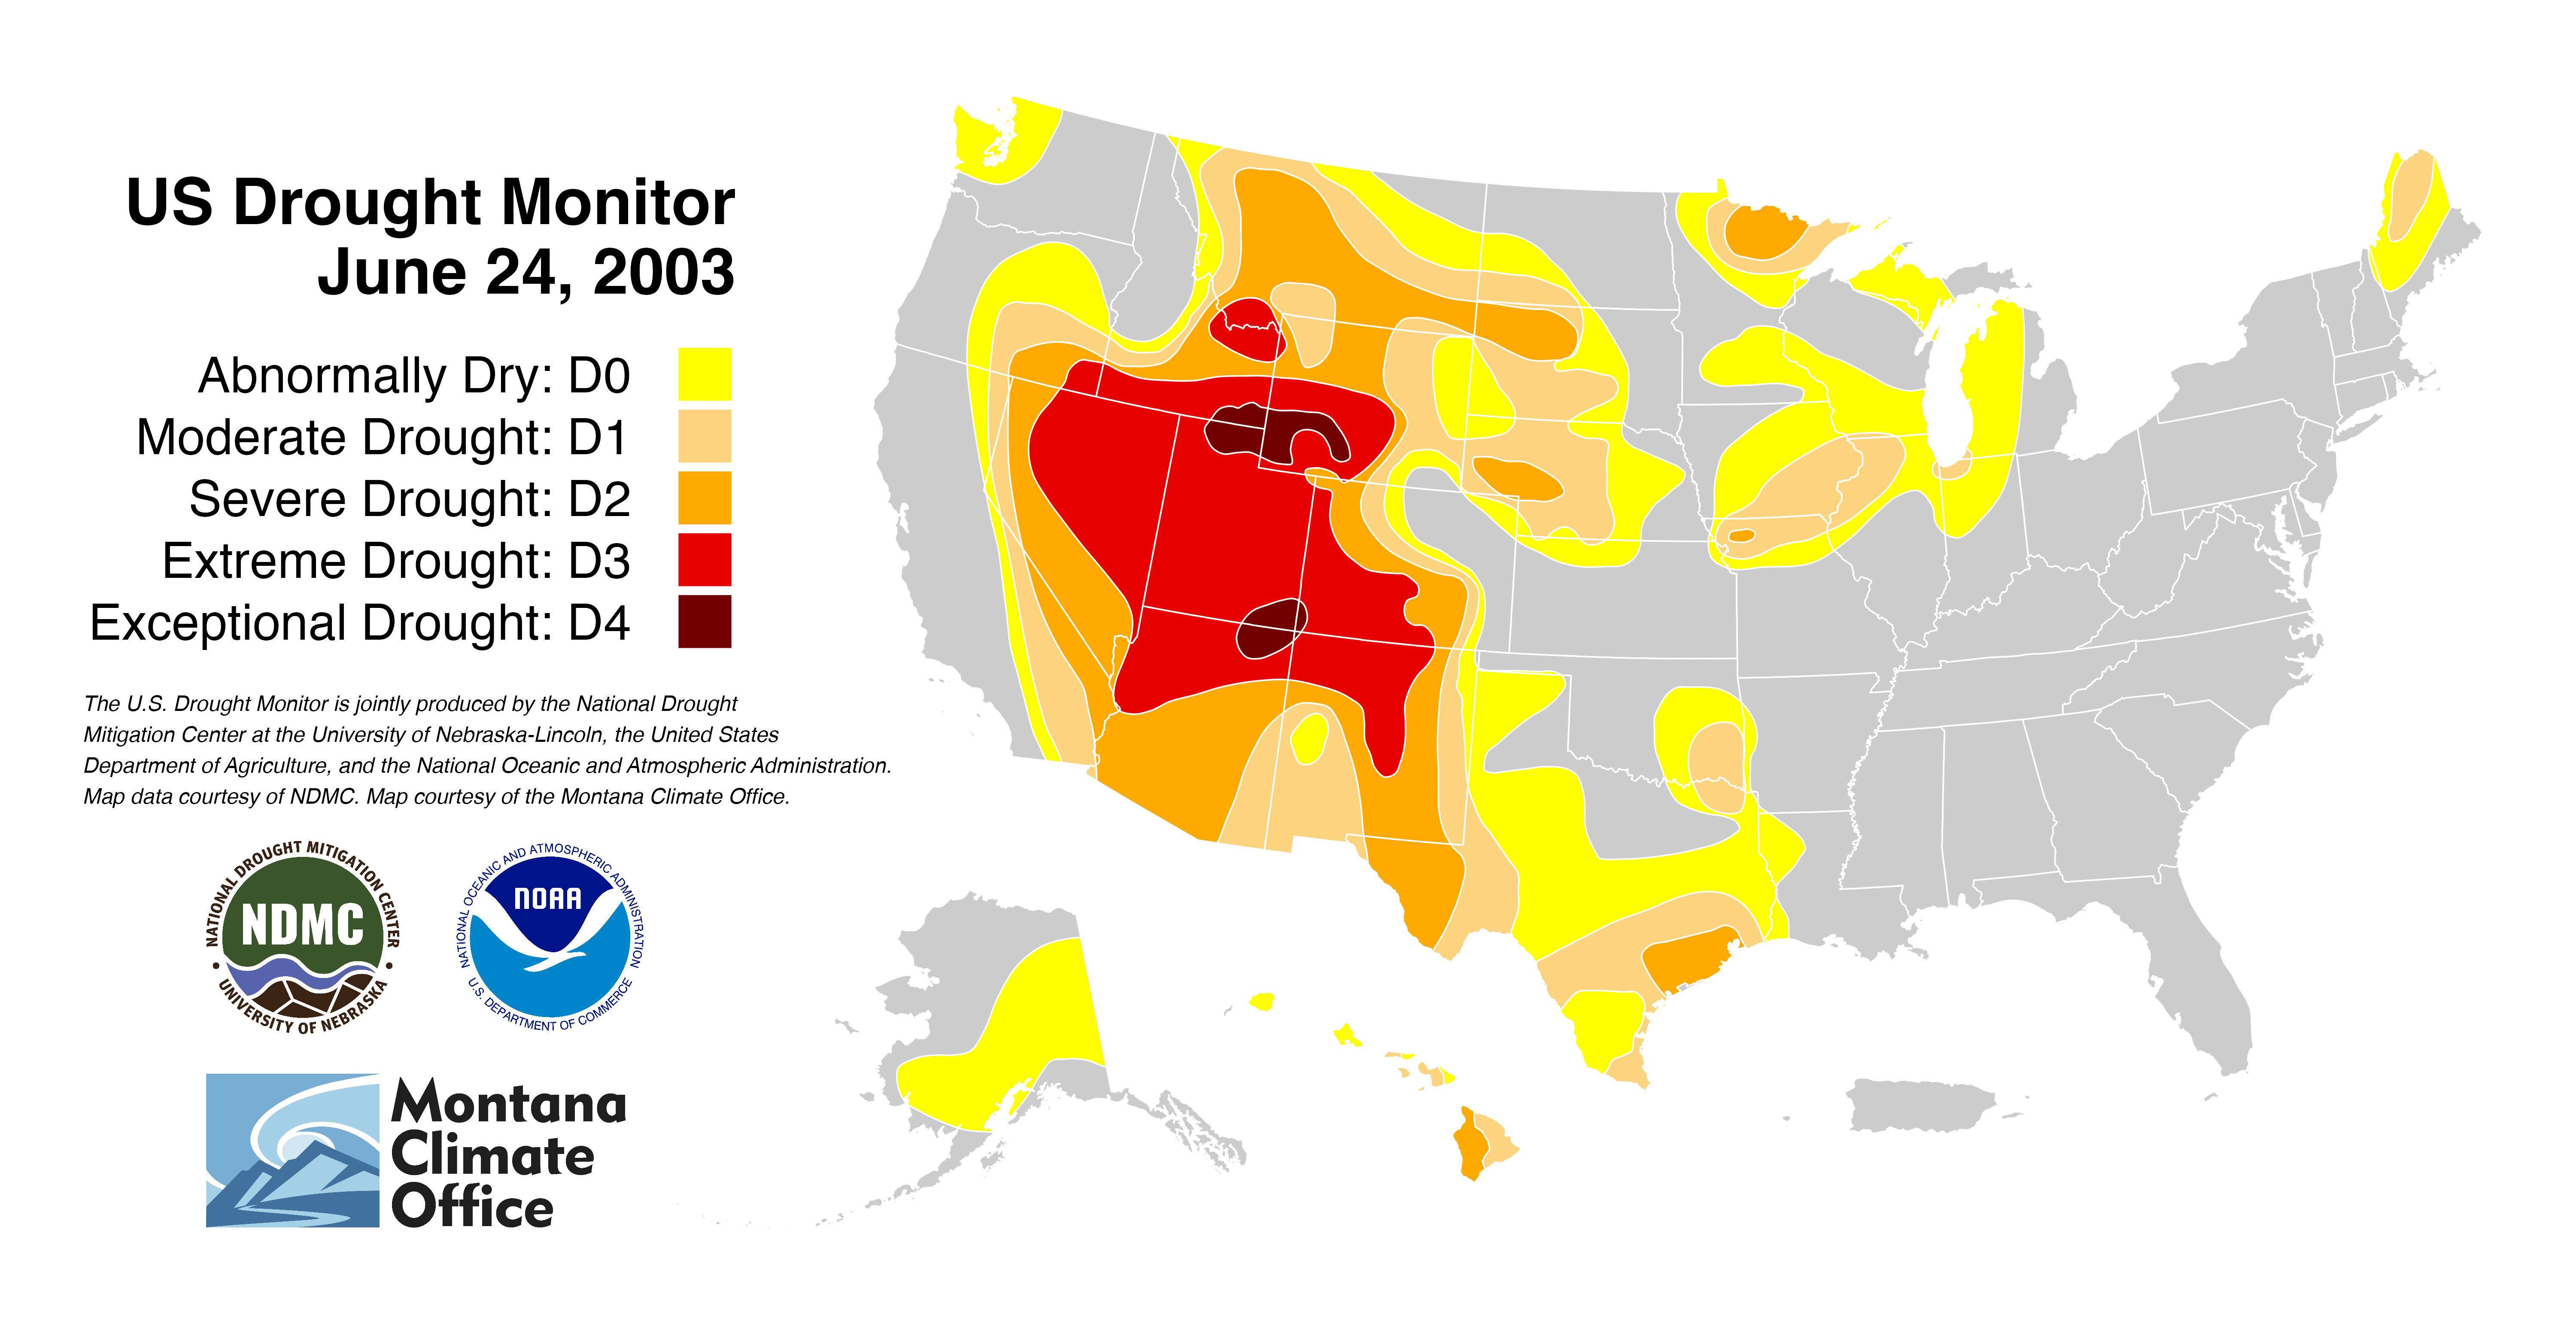 US Drought Monitor
June 24, 2003
Abnormally Dry: D0
Moderate Drought: D1
Severe Drought: D2
Extreme Drought: D3
Exceptional Drought: D4
The U.S. Drought Monitor is jointly produced by the National Drought
Mitigation Center at the University of Nebraska-Lincoln, the United States
Department of Agriculture, and the National Oceanic and Atmospheric Administration.
Map data courtesy of NDMC. Map courtesy of the Montana Climate Office.
NATIONAL DROUGHT MITIGATION CENTER
NDMC
UNIVERSITY OF NEBRASKA
NATIONAL OCEANIC AND ATMOSPHERIC ADMINISTRATION
NOAA
U.S. DEPARTMENT OF COMMERCE
Montana
Climate
Office